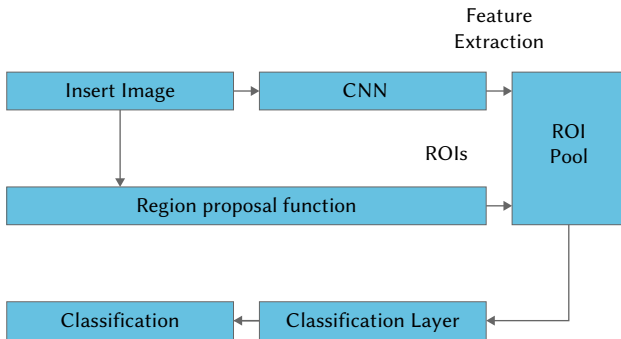 Feature
Extraction
Insert Image
CNN
ROI
Pool
ROIs
Region proposal function
Classification
Classification Layer